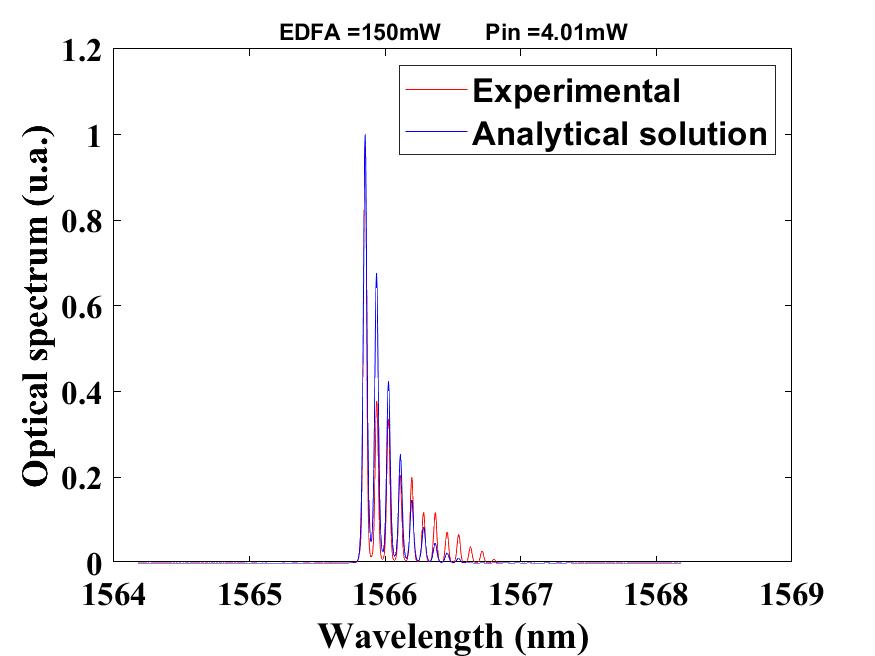 EDFA =150mW Pin =4.01mW
1.2
Experimental
Analytical solution
1
0.8
0.6
0.4
0.2
0
Optical spectrum (u.a.)
1564 1565 1566 1567 1568 1569
Wavelength (nm)